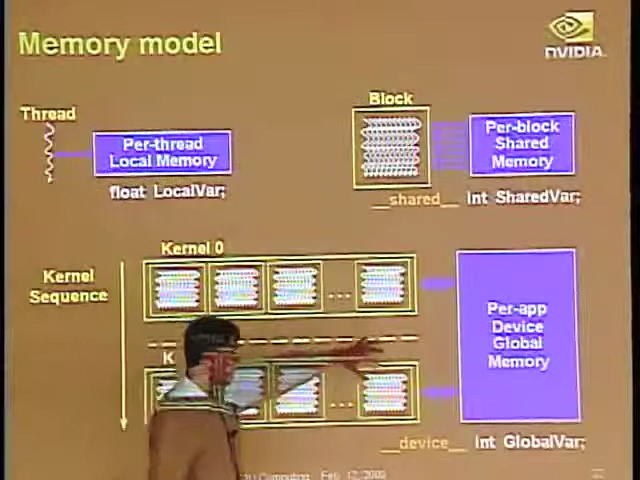 Memory model
NVIDIA
Thread
Per-thread
Local Memory
float LocalVar;
Block
Per-block
Shared
Memory
__shared__ int SharedVar;
Kernel 0
Kernel
Sequence
K
Per-app
Device
Global
Memory
__device__ int GlobalVar;
Computing